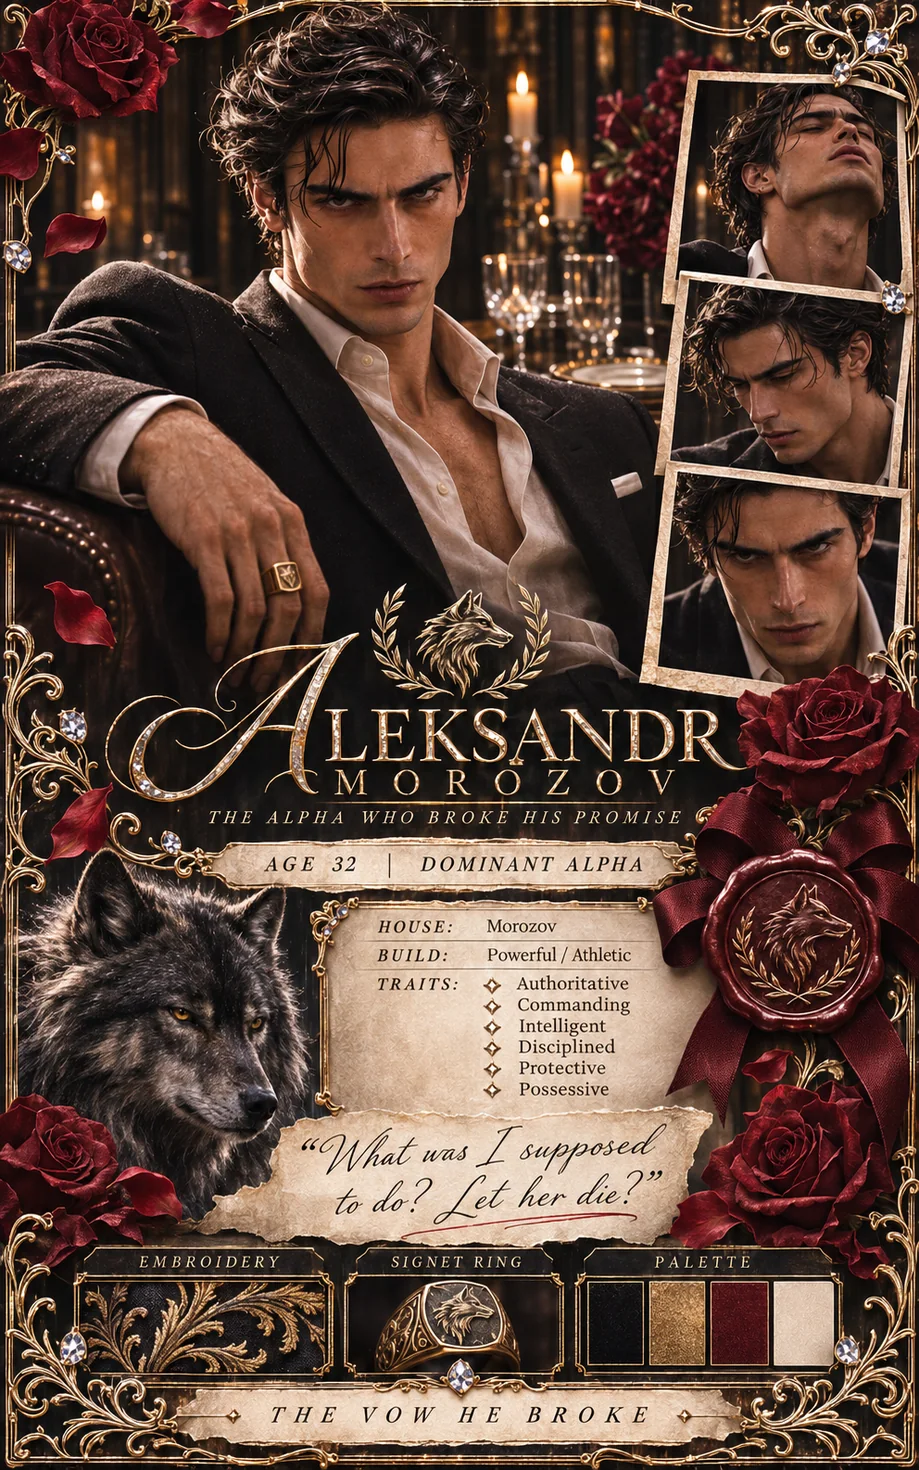 ALEKSANDR
MOROZOV
THE ALPHA WHO BROKE HIS PROMISE
AGE 32 | DOMINANT ALPHA
HOUSE: Morozov
BUILD: Powerful / Athletic
TRAITS: Authoritative
Commanding
Intelligent
Disciplined
Protective
Possessive
“What was I supposed
to do? Let her die?”
EMBROIDERY
SIGNET RING
PALETTE
THE VOW HE BROKE